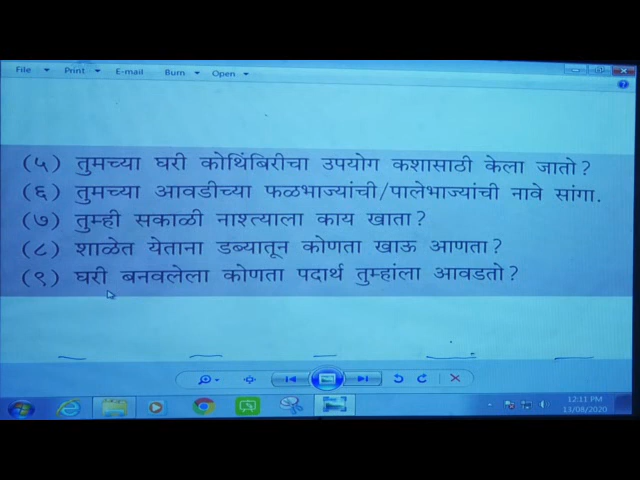 File Print E-mail Burn Open
(५) तुमच्या घरी कोथिंबिरीचा उपयोग कशासाठी केला जातो?
(६) तुमच्या आवडीच्या फळभाज्यांची/पालेभाज्यांची नावे सांगा.
(७) तुम्ही सकाळी नाश्त्याला काय खाता?
(८) शाळेत येताना डब्यातून कोणता खाऊ आणता?
(९) घरी बनवलेला कोणता पदार्थ तुम्हांला आवडतो?
12:11 PM
13/08/2020